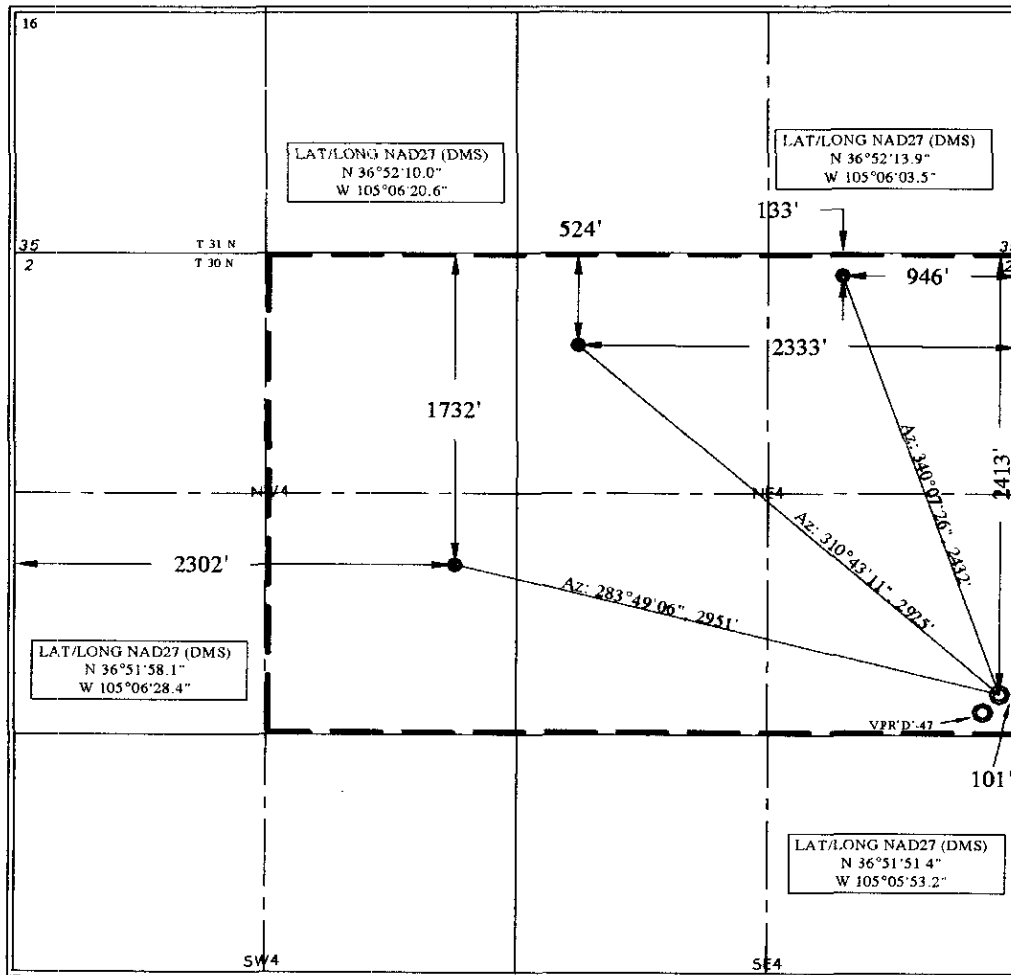 16
LAT/LONG NAD27 (DMS)
N 36°52'10.0"
W 105°06'20.6"
LAT/LONG NAD27 (DMS)
N 36°52'13.9"
W 105°06'03.5"
133'
524'
35
T 31 N
2
T 30 N
946'
2333'
1732'
2413'
Az: 340°07'26", 2432'
NE4
Az: 310°43'11", 2925'
2302'
Az: 283°49'06", 2951'
LAT/LONG NAD27 (DMS)
N 36°51'58.1"
W 105°06'28.4"
VPR'D'-47
101'
LAT/LONG NAD27 (DMS)
N 36°51'51.4"
W 105°05'53.2"
SW4
SE4